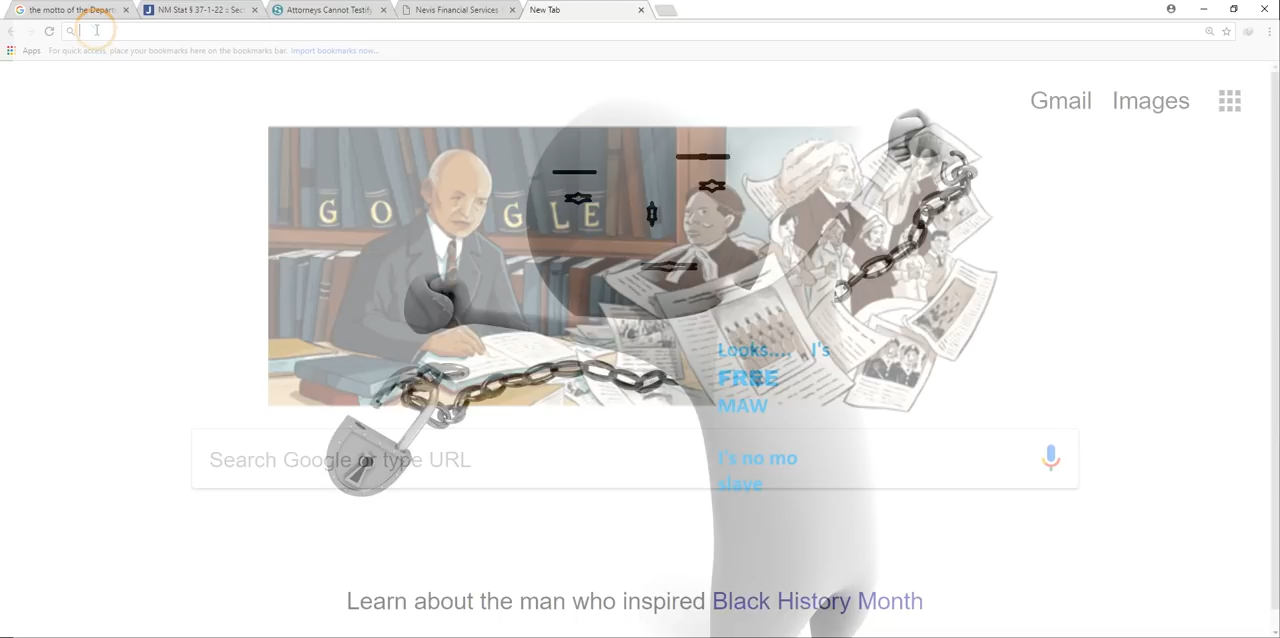 the motto of the Depart
NM Stat § 37-1-22 :: Sec
Attorneys Cannot Testify
Nevis Financial Services
New Tab
Apps
For quick access, place your bookmarks here on the bookmarks bar. Import bookmarks now...
Gmail Images
G O G L E
Looks.... I's
FREE
MAW
I's no mo
slave
Search Google or type URL
Learn about the man who inspired Black History Month